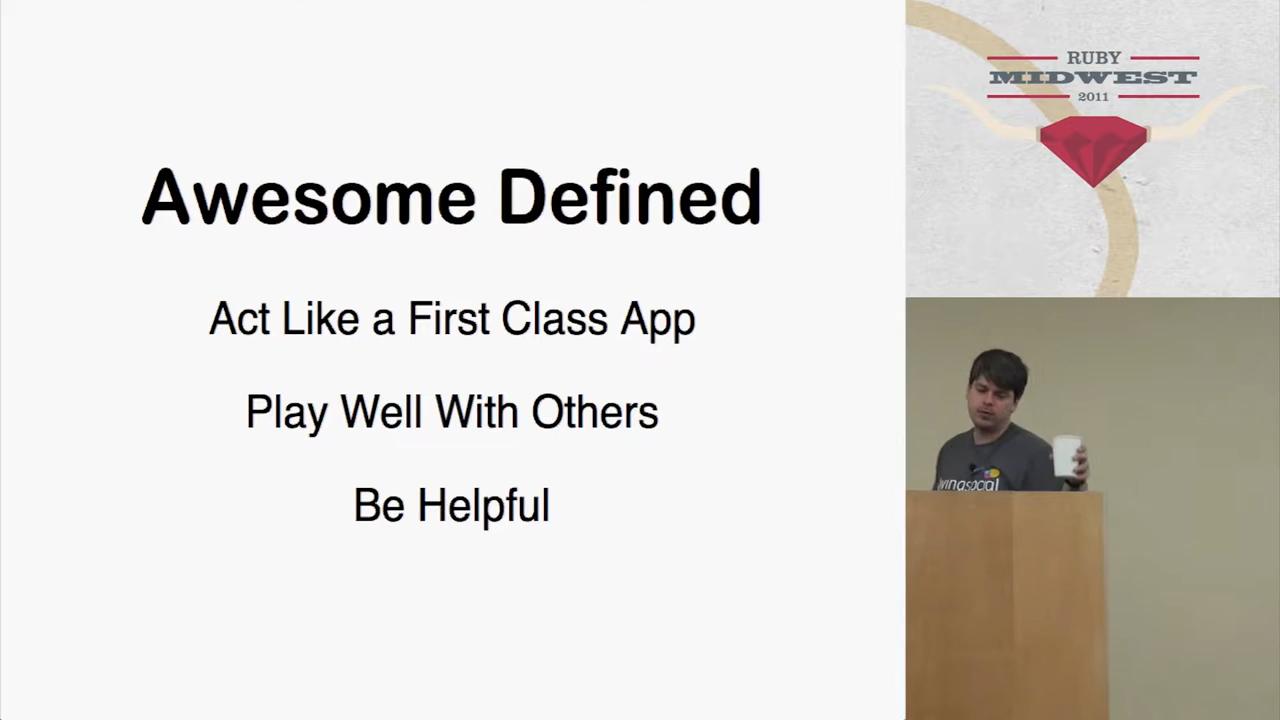 Awesome Defined
Act Like a First Class App
Play Well With Others
Be Helpful
RUBY
MIDWEST
2011